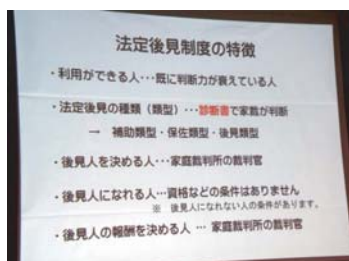 法定後見制度の特徴
・利用ができる人･･･既に判断力が衰えている人
・法定後見の種類（類型）･･･診断書で家裁が判断
→ 補助類型・保佐類型・後見類型
・後見人を決める人･･･家庭裁判所の裁判官
・後見人になれる人…資格などの条件はありません
※ 後見人になれない人の条件があります。
・後見人の報酬を決める人 … 家庭裁判所の裁判官